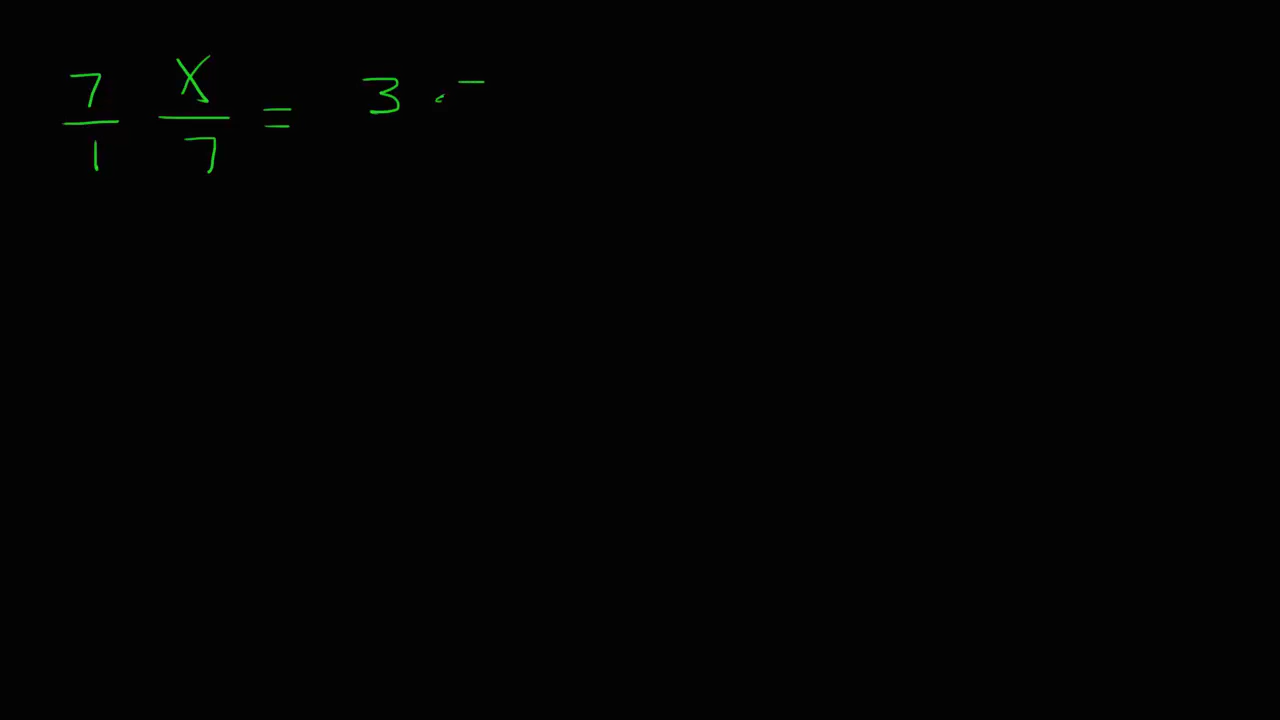 7/1 X/7 = 3 ·